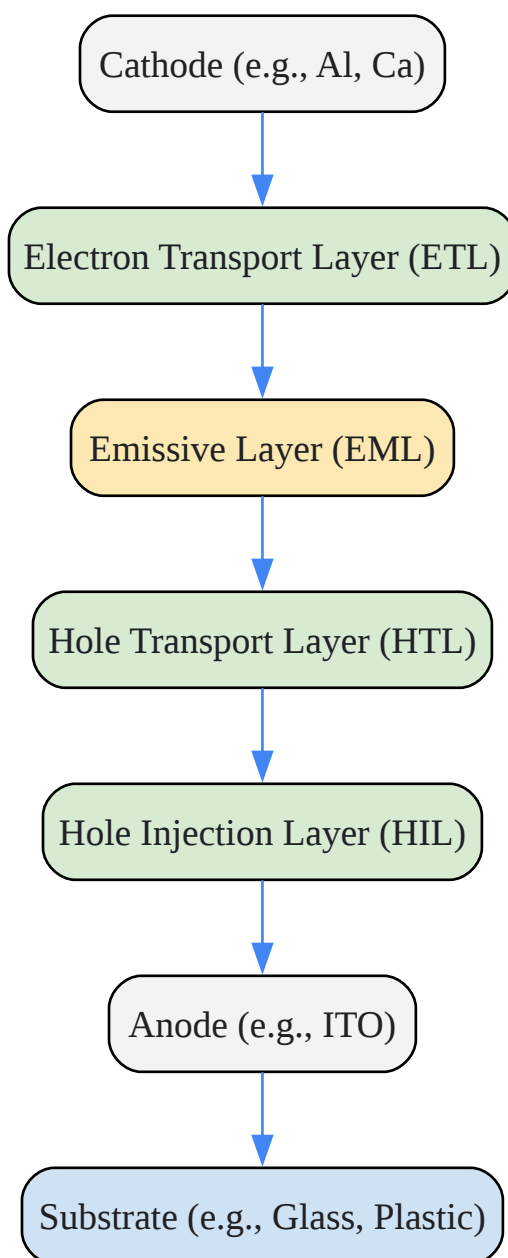 Cathode (e.g., Al, Ca)
Electron Transport Layer (ETL)
Emissive Layer (EML)
Hole Transport Layer (HTL)
Hole Injection Layer (HIL)
Anode (e.g., ITO)
Substrate (e.g., Glass, Plastic)